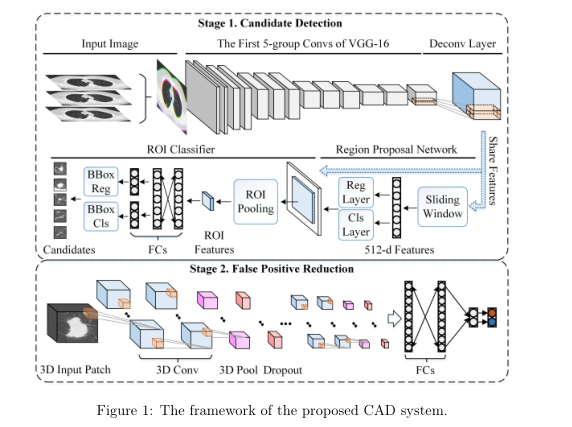 Stage 1. Candidate Detection
Input Image
The First 5-group Convs of VGG-16
Deconv Layer
ROI Classifier
Region Proposal Network
Share Features
BBox
Reg
BBox
Cls
ROI
Pooling
Reg
Layer
Cls
Layer
Sliding
Window
Candidates
FCs
ROI
Features
512-d Features
Stage 2. False Positive Reduction
3D Input Patch
3D Conv
3D Pool
Dropout
FCs
Figure 1: The framework of the proposed CAD system.